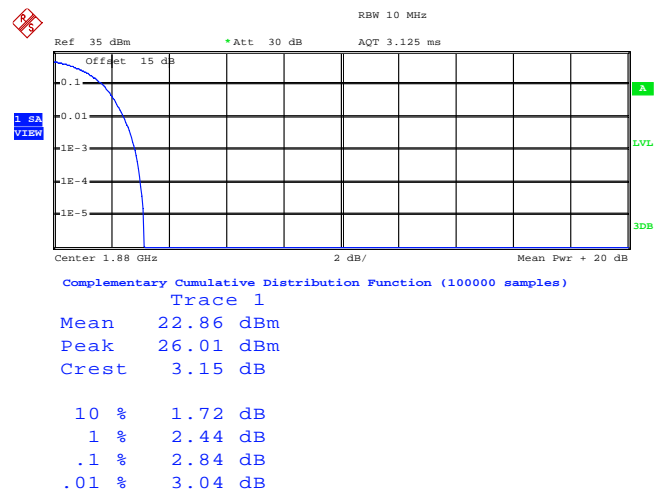 RBW 10 MHz
Ref 35 dBm *Att 30 dB AQT 3.125 ms
Offset 15 dB
0.1
A
0.01
1 SA
VIEW
LVL
1E-3
1E-4
1E-5
3DB
Center 1.88 GHz 2 dB/ Mean Pwr + 20 dB
Complementary Cumulative Distribution Function (100000 samples)
Trace 1
Mean 22.86 dBm
Peak 26.01 dBm
Crest 3.15 dB
10 % 1.72 dB
1 % 2.44 dB
.1 % 2.84 dB
.01 % 3.04 dB